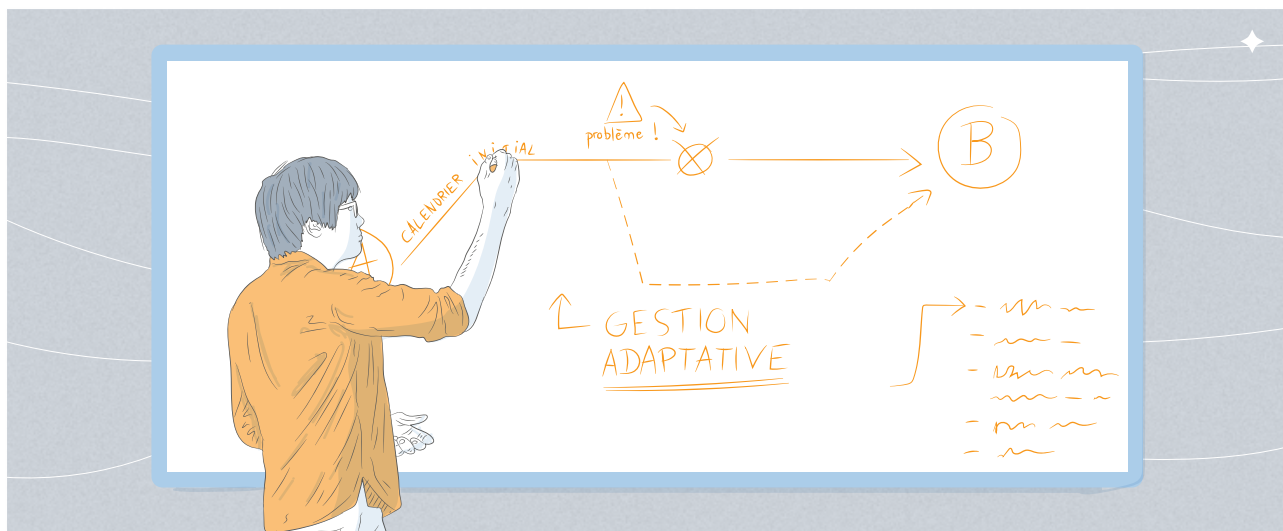 CALENDRIER iNiTiAL
!
problème !
B
A
GESTION
ADAPTATIVE